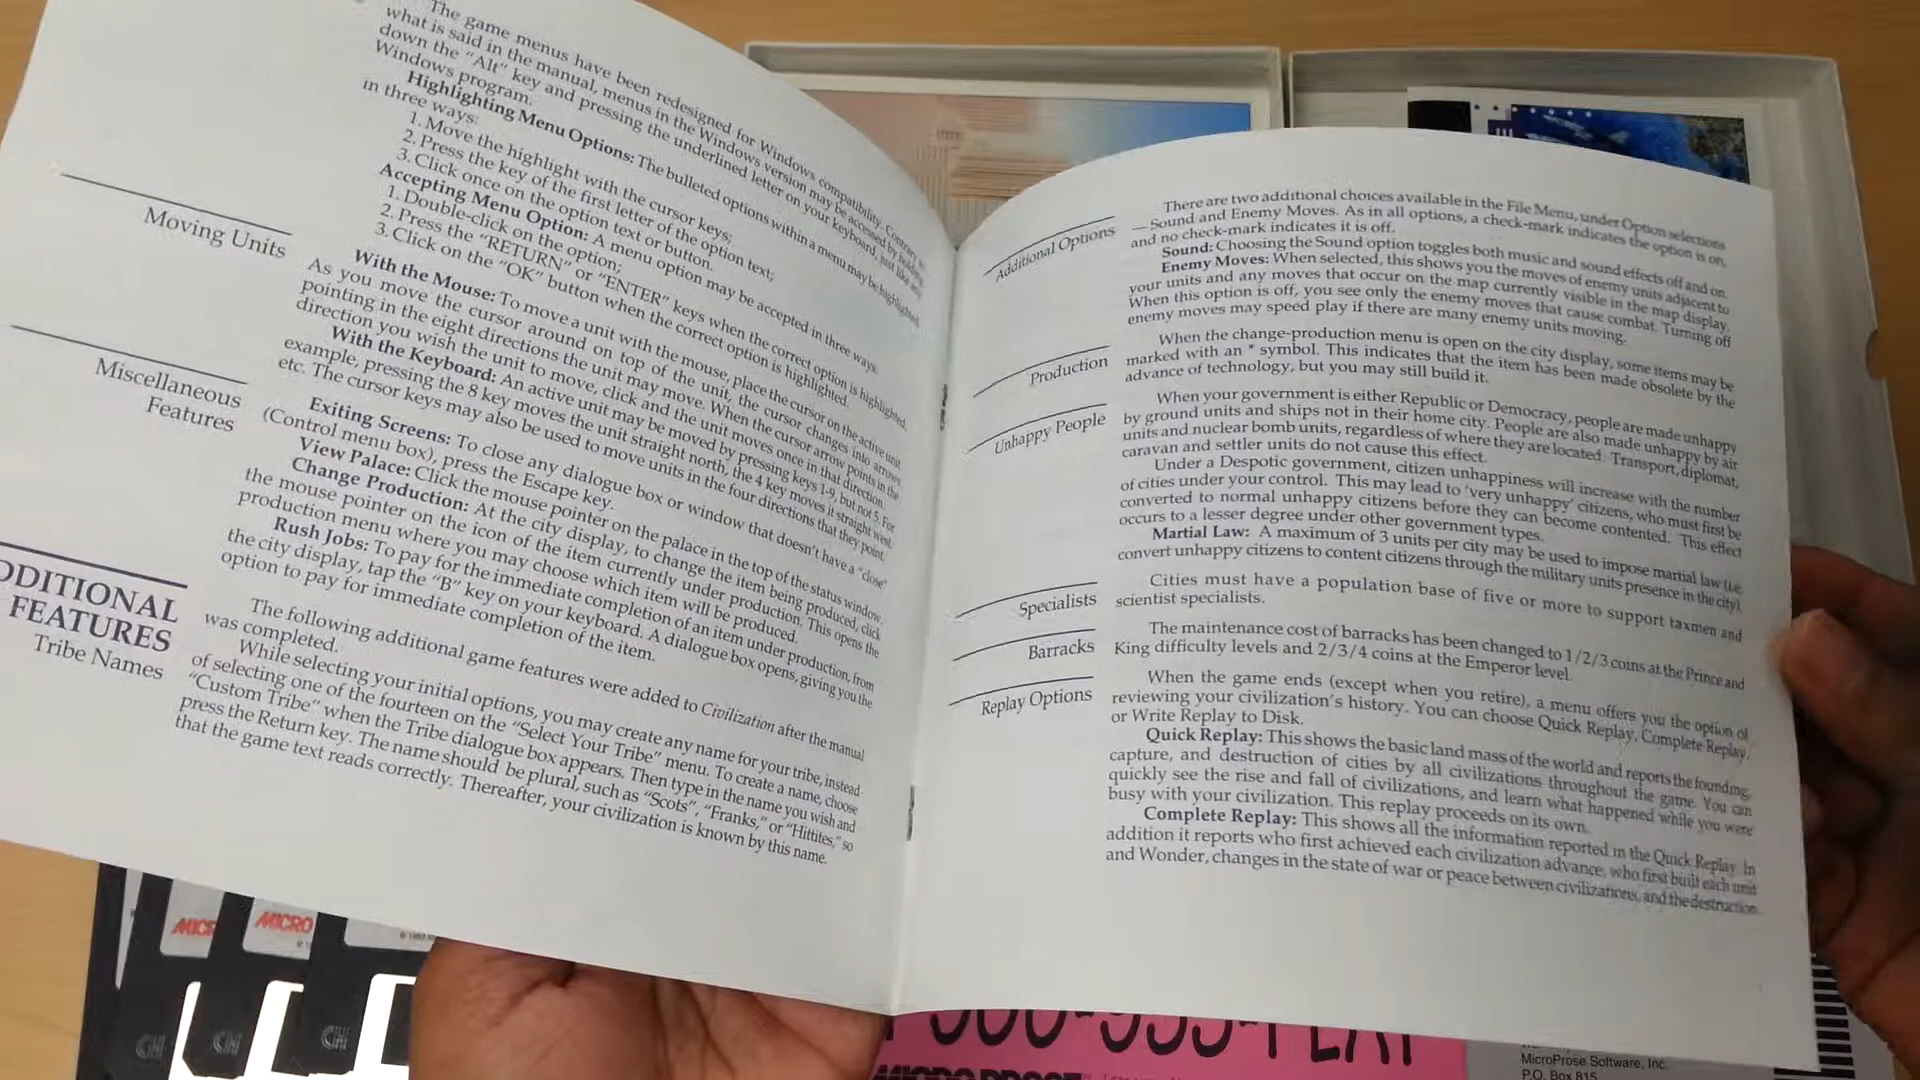 The game menus have been redesigned for Windows compatibility. Contrary to
what is said in the manual, menus in the Windows version may be accessed by holding
down the "Alt" key and pressing the underlined letter on your keyboard, just like any
Windows program.
Highlighting Menu Options: The bulleted options within a menu may be highlighted
in three ways:
1. Move the highlight with the cursor keys;
2. Press the key of the first letter of the option text;
3. Click once on the option text or button.
Accepting Menu Option: A menu option may be accepted in three ways.
1. Double-click on the option;
2. Press the "RETURN" or "ENTER" keys when the correct option is highlighted.
3. Click on the "OK" button when the correct option is highlighted.
Moving Units
With the Mouse: To move a unit with the mouse, place the cursor on the active unit.
As you move the cursor around on top of the unit, the cursor changes into arrows
pointing in the eight directions the unit may move. When the cursor arrow points in the
direction you wish the unit to move, click and the unit moves once in that direction.
With the Keyboard: An active unit may be moved by pressing keys 1-9, but not 5. For
example, pressing the 8 key moves the unit straight north, the 4 key moves it straight west,
etc. The cursor keys may also be used to move units in the four directions that they point.
Miscellaneous
Features
Exiting Screens: To close any dialogue box or window that doesn't have a "close"
(Control menu box), press the Escape key.
View Palace: Click the mouse pointer on the palace in the top of the status window.
Change Production: At the city display, to change the item being produced, click
the mouse pointer on the icon of the item currently under production. This opens the
production menu where you may choose which item will be produced.
Rush Jobs: To pay for the immediate completion of an item under production, from
the city display, tap the "B" key on your keyboard. A dialogue box opens, giving you the
option to pay for immediate completion of the item.
DDITIONAL
FEATURES
The following additional game features were added to Civilization after the manual
was completed.
Tribe Names
While selecting your initial options, you may create any name for your tribe, instead
of selecting one of the fourteen on the "Select Your Tribe" menu. To create a name, choose
"Custom Tribe" when the Tribe dialogue box appears. Then type in the name you wish and
press the Return key. The name should be plural, such as "Scots", "Franks," or "Hittites," so
that the game text reads correctly. Thereafter, your civilization is known by this name.
Additional Options
There are two additional choices available in the File Menu, under Option selections
— Sound and Enemy Moves. As in all options, a check-mark indicates the option is on,
and no check-mark indicates it is off.
Sound: Choosing the Sound option toggles both music and sound effects off and on.
Enemy Moves: When selected, this shows you the moves of enemy units adjacent to
your units and any moves that occur on the map currently visible in the map display.
When this option is off, you see only the enemy moves that cause combat. Turning off
enemy moves may speed play if there are many enemy units moving.
Production
When the change-production menu is open on the city display, some items may be
marked with an * symbol. This indicates that the item has been made obsolete by the
advance of technology, but you may still build it.
Unhappy People
When your government is either Republic or Democracy, people are made unhappy
by ground units and ships not in their home city. People are also made unhappy by air
units and nuclear bomb units, regardless of where they are located. Transport, diplomat,
caravan and settler units do not cause this effect.
Under a Despotic government, citizen unhappiness will increase with the number
of cities under your control. This may lead to 'very unhappy' citizens, who must first be
converted to normal unhappy citizens before they can become contented. This effect
occurs to a lesser degree under other government types.
Martial Law: A maximum of 3 units per city may be used to impose martial law (i.e.
convert unhappy citizens to content citizens through the military units presence in the city).
Specialists
Cities must have a population base of five or more to support taxmen and
scientist specialists.
Barracks
The maintenance cost of barracks has been changed to 1/2/3 coins at the Prince and
King difficulty levels and 2/3/4 coins at the Emperor level.
Replay Options
When the game ends (except when you retire), a menu offers you the option of
reviewing your civilization's history. You can choose Quick Replay, Complete Replay,
or Write Replay to Disk.
Quick Replay: This shows the basic land mass of the world and reports the founding,
capture, and destruction of cities by all civilizations throughout the game. You can
quickly see the rise and fall of civilizations, and learn what happened while you were
busy with your civilization. This replay proceeds on its own.
Complete Replay: This shows all the information reported in the Quick Replay. In
addition it reports who first achieved each civilization advance, who first built each unit
and Wonder, changes in the state of war or peace between civilizations, and the destruction
MICRO
MicroProse Software, Inc.
P.O. Box 815